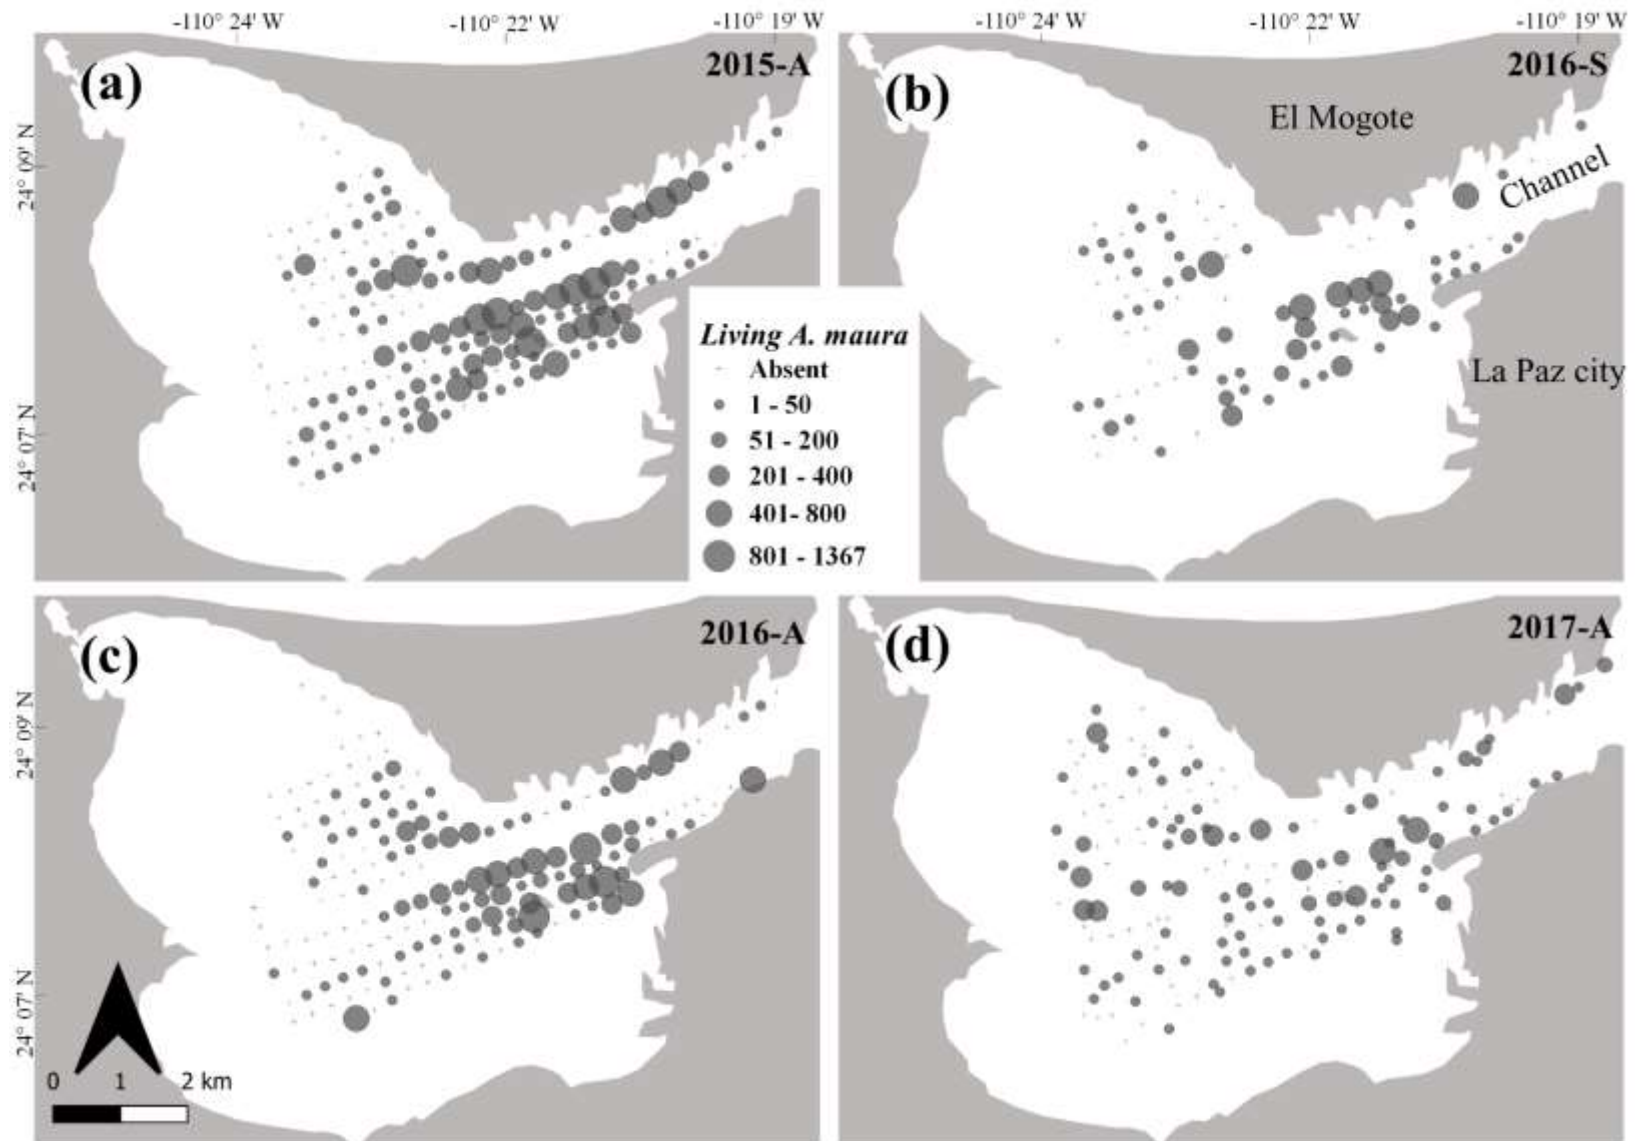 -110° 24' W
-110° 22' W
-110° 19' W
-110° 24' W
-110° 22' W
-110° 19' W
(a)
2015-A
(b)
2016-S
El Mogote
Channel
La Paz city
24° 09' N
24° 07' N
Living A. maura
Absent
1 - 50
51 - 200
201 - 400
401- 800
801 - 1367
(c)
2016-A
(d)
2017-A
24° 09' N
24° 07' N
0 1 2 km